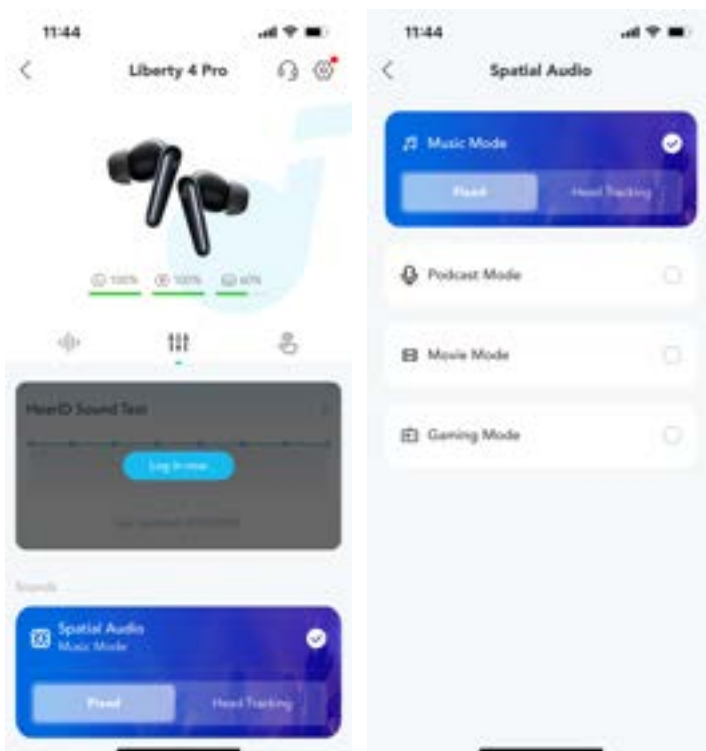 11:44
Liberty 4 Pro
100% 100% 60%
HearID Sound Test
Log In now
Sounds
Spatial Audio
Music Mode
Fixed Head Tracking
11:44
Spatial Audio
Music Mode
Fixed Head Tracking
Podcast Mode
Movie Mode
Gaming Mode